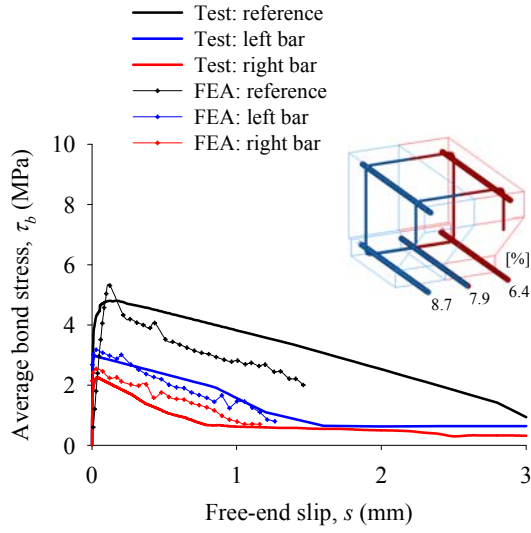 Test: reference
Test: left bar
Test: right bar
FEA: reference
FEA: left bar
FEA: right bar
10
8
6
4
2
0
Average bond stress, τb (MPa)
[%]
8.7 7.9 6.4
0 1 2 3
Free-end slip, s (mm)